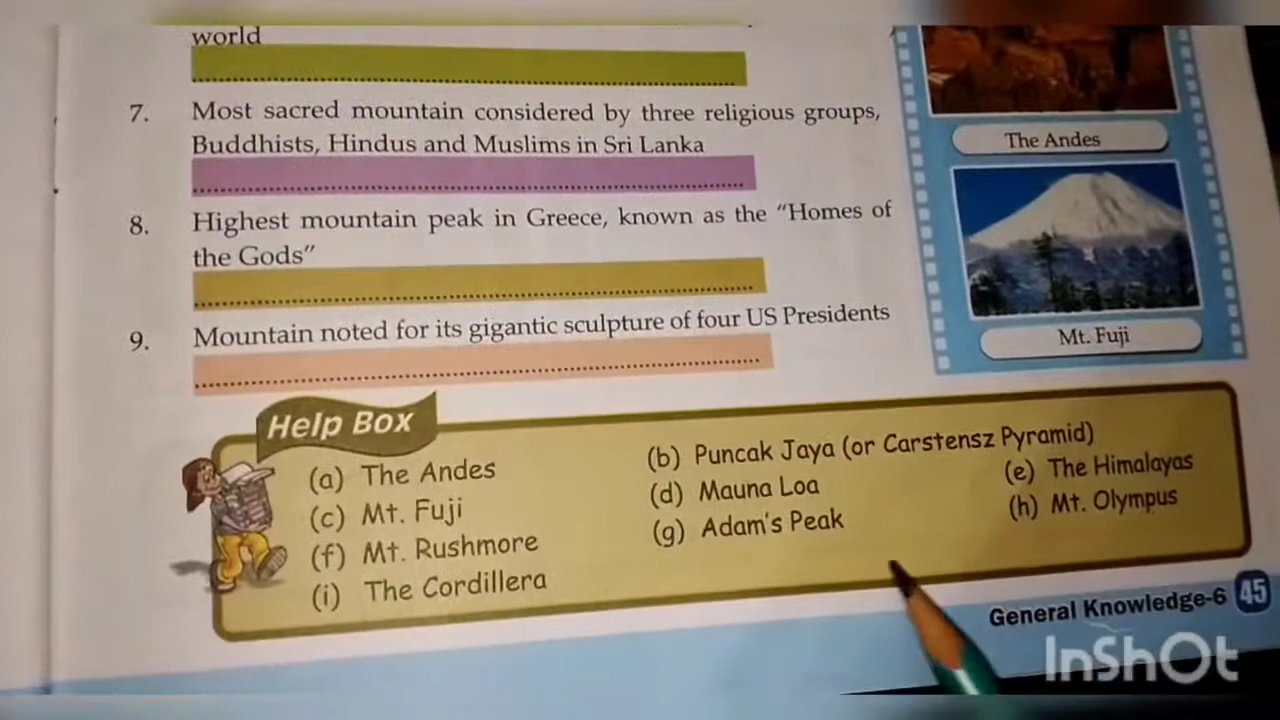 world
7. Most sacred mountain considered by three religious groups,
Buddhists, Hindus and Muslims in Sri Lanka
8. Highest mountain peak in Greece, known as the "Homes of
the Gods"
9. Mountain noted for its gigantic sculpture of four US Presidents
The Andes
Mt. Fuji
Help Box
(a) The Andes
(b) Puncak Jaya (or Carstensz Pyramid)
(c) Mt. Fuji
(d) Mauna Loa
(e) The Himalayas
(f) Mt. Rushmore
(g) Adam's Peak
(h) Mt. Olympus
(i) The Cordillera
General Knowledge-6 45
InShOt